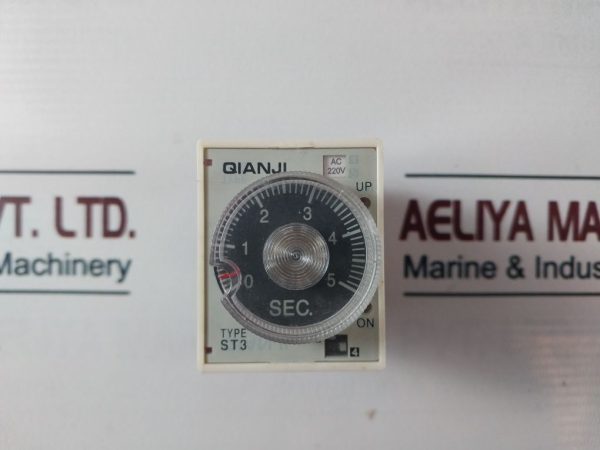 QIANJI
AC
220V
UP
2 3
1 4
0 5
SEC.
ON
TYPE
ST3
4
VT. LTD.
Machinery
AELIYA MA
Marine & Indus